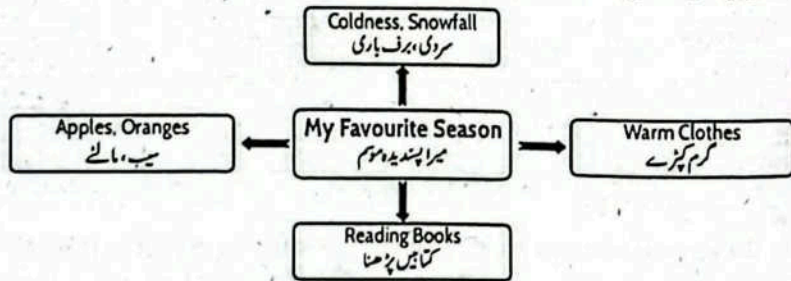 Coldness, Snowfall
سردی، برف باری
Apples, Oranges
سیب، مالٹے
My Favourite Season
میرا پسندیدہ موسم
Warm Clothes
گرم کپڑے
Reading Books
کتابیں پڑھنا